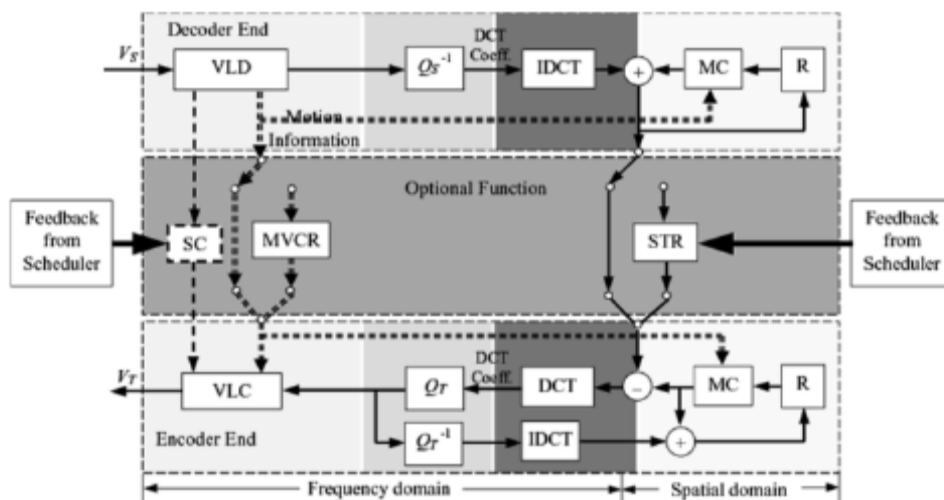 Decoder End
V_S
VLD
Q_S^-1
DCT
Coeff.
IDCT
+
MC
R
Motion
Information
Optional Function
Feedback
from
Scheduler
SC
MVCR
STR
Feedback
from
Scheduler
V_T
VLC
Q_T
DCT
Coeff.
DCT
−
MC
R
Q_T^-1
IDCT
+
Encoder End
Frequency domain
Spatial domain